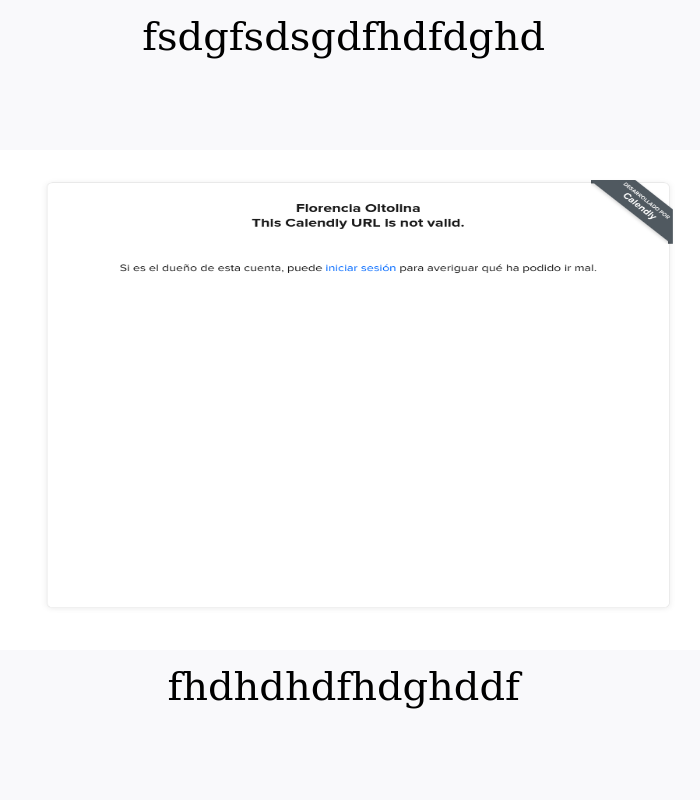 fsdgfsdsgdfhdfdghd
DESARROLLADO POR
Calendly
Florencia Oltolina
This Calendly URL is not valid.
Si es el dueño de esta cuenta, puede iniciar sesión para averiguar qué ha podido ir mal.
fhdhdhdfhdghddf